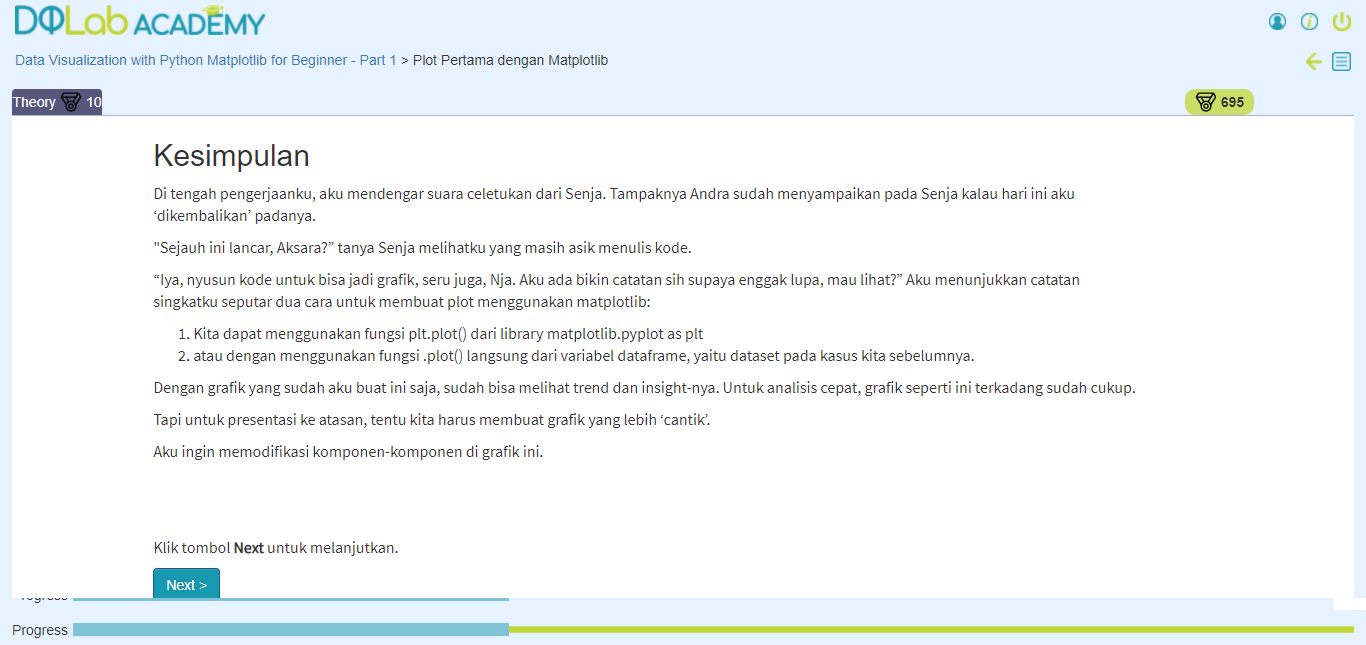 DQLab ACADEMY
Data Visualization with Python Matplotlib for Beginner - Part 1 > Plot Pertama dengan Matplotlib
Theory 10
695
Kesimpulan
Di tengah pengerjaanku, aku mendengar suara celetukan dari Senja. Tampaknya Andra sudah menyampaikan pada Senja kalau hari ini aku
‘dikembalikan’ padanya.
"Sejauh ini lancar, Aksara?” tanya Senja melihatku yang masih asik menulis kode.
“Iya, nyusun kode untuk bisa jadi grafik, seru juga, Nja. Aku ada bikin catatan sih supaya enggak lupa, mau lihat?” Aku menunjukkan catatan
singkatku seputar dua cara untuk membuat plot menggunakan matplotlib:
1. Kita dapat menggunakan fungsi plt.plot() dari library matplotlib.pyplot as plt
2. atau dengan menggunakan fungsi .plot() langsung dari variabel dataframe, yaitu dataset pada kasus kita sebelumnya.
Dengan grafik yang sudah aku buat ini saja, sudah bisa melihat trend dan insight-nya. Untuk analisis cepat, grafik seperti ini terkadang sudah cukup.
Tapi untuk presentasi ke atasan, tentu kita harus membuat grafik yang lebih ‘cantik’.
Aku ingin memodifikasi komponen-komponen di grafik ini.
Klik tombol Next untuk melanjutkan.
Next >
Progress
Progress